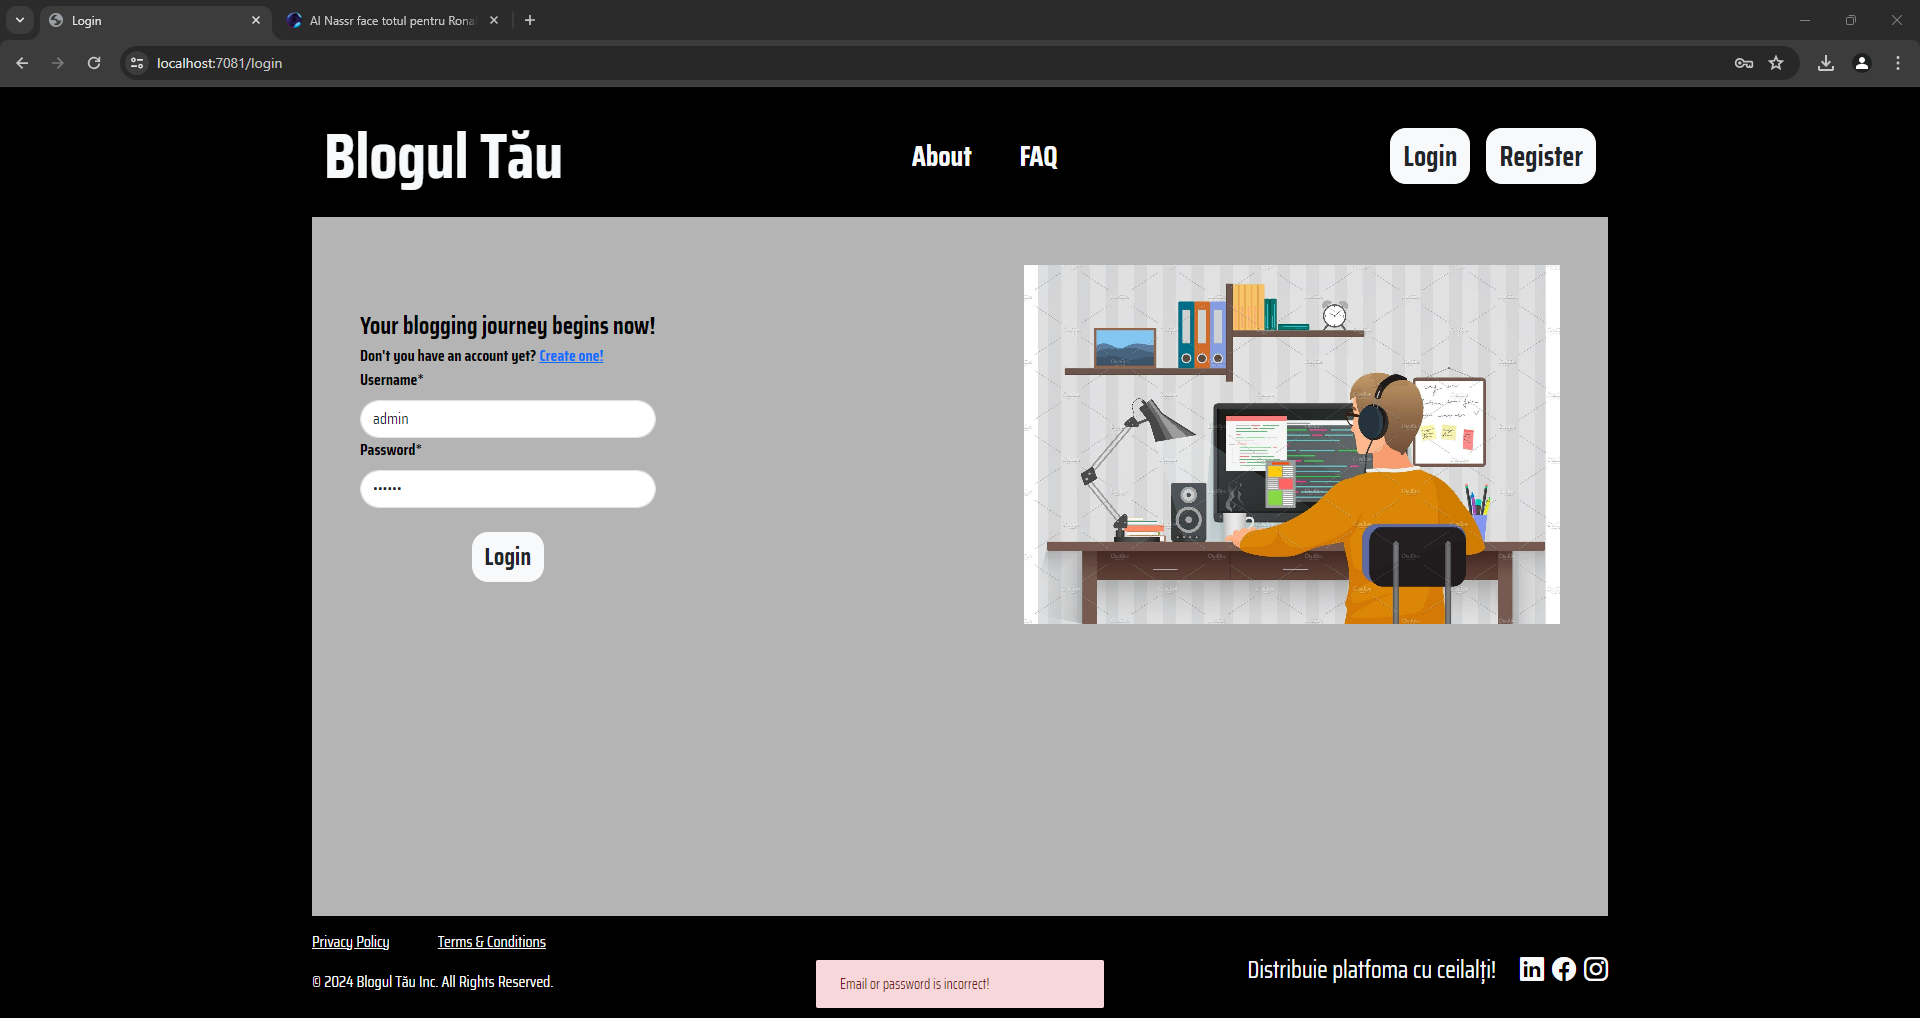 Login
Al Nassr face totul pentru Rona
localhost:7081/login
Blogul Tău
About
FAQ
Login
Register
Your blogging journey begins now!
Don't you have an account yet? Create one!
Username*
admin
Password*
••••••
Login
Privacy Policy
Terms & Conditions
© 2024 Blogul Tău Inc. All Rights Reserved.
Email or password is incorrect!
Distribuie platfoma cu ceilalți!
in